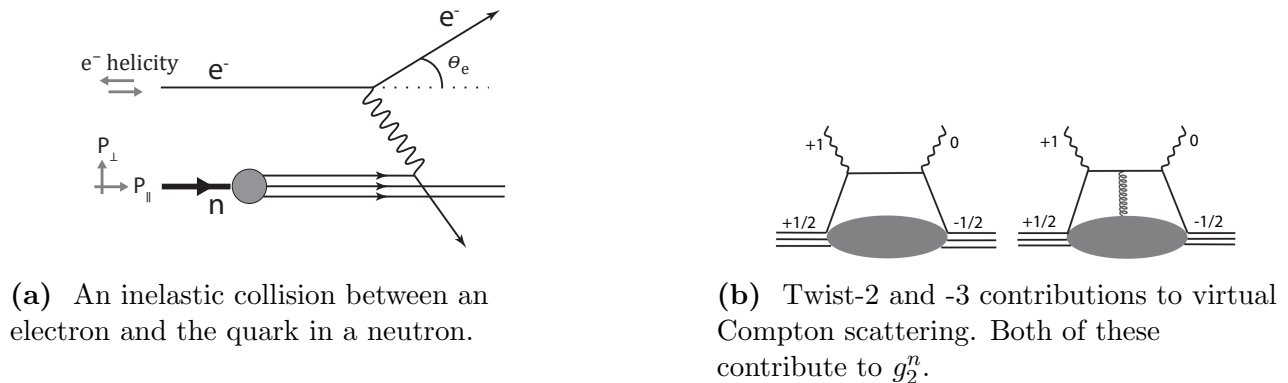 e⁻
e⁻ helicity
e⁻
θₑ
P⊥
P∥
n
+1
0
+1/2
-1/2
+1
0
+1/2
-1/2
(a) An inelastic collision between an
electron and the quark in a neutron.
(b) Twist-2 and -3 contributions to virtual
Compton scattering. Both of these
contribute to g₂ⁿ.